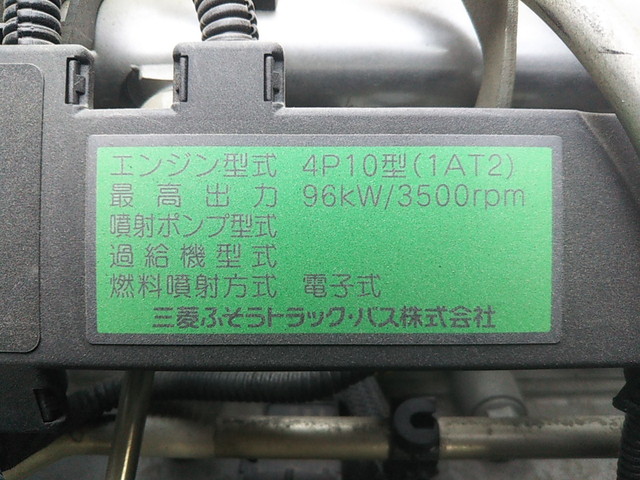 エンジン型式 4P10型(1AT2)
最高出力 96kW/3500rpm
噴射ポンプ型式
過給機型式
燃料噴射方式 電子式
三菱ふそうトラック・バス株式会社